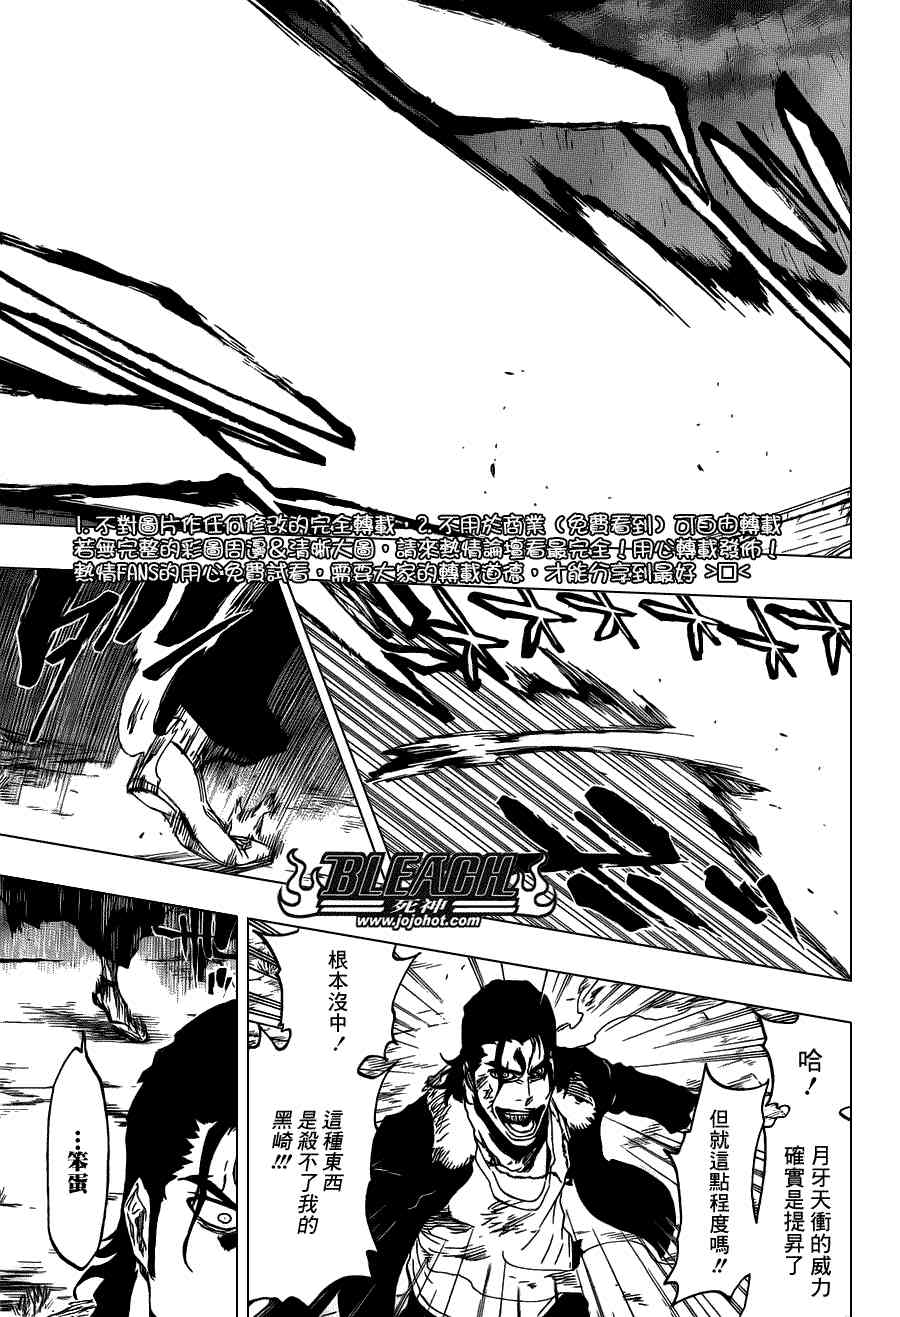 1. 不對圖片作任何修改的完全轉載，2. 不用於商業（免費看到）可自由轉載
若無完整的彩圖周漫&清晰大圖，請來熱情論壇看最完全！用心轉載發佈！
熱情FANS的用心免費試看，需要大家的轉載道德，才能分享到最好 >口<
BLEACH
死神
www.jojohot.com
哈！
月牙天衝的威力
確實是提昇了
但就這點程度嗎!!
根本沒中！
這種東西
是殺不了我的
黑崎!!!
…笨蛋